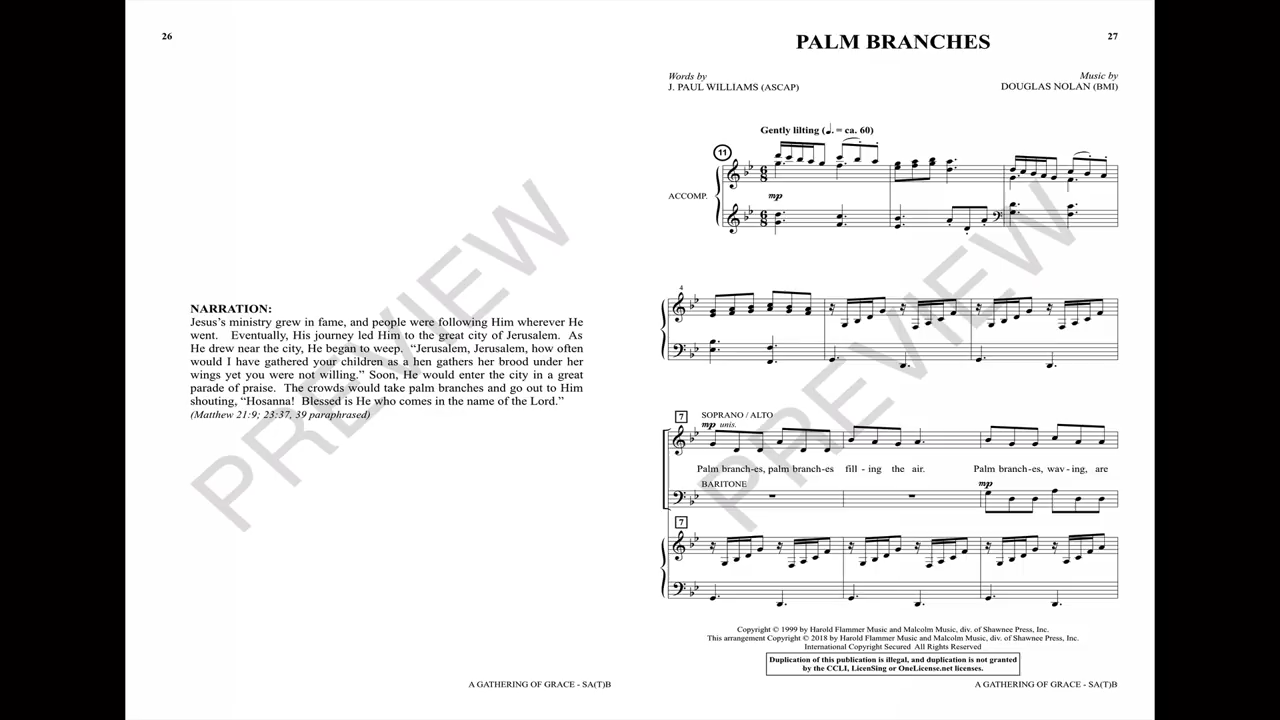 26
NARRATION:
Jesus's ministry grew in fame, and people were following Him wherever He
went. Eventually, His journey led Him to the great city of Jerusalem. As
He drew near the city, He began to weep. "Jerusalem, Jerusalem, how often
would I have gathered your children as a hen gathers her brood under her
wings yet you were not willing." Soon, He would enter the city in a great
parade of praise. The crowds would take palm branches and go out to Him
shouting, "Hosanna! Blessed is He who comes in the name of the Lord."
(Matthew 21:9; 23:37, 39 paraphrased)
PREVIEW
A GATHERING OF GRACE - SA(T)B
27
PALM BRANCHES
Words by
J. PAUL WILLIAMS (ASCAP)
Music by
DOUGLAS NOLAN (BMI)
Gently lilting (♩. = ca. 60)
11
ACCOMP.
6 8
mp
6 8
4
7
SOPRANO / ALTO
mp unis.
Palm branch-es, palm branch-es fill - ing the air. Palm branch-es, wav - ing, are
BARITONE
mp
7
PREVIEW
Copyright © 1999 by Harold Flammer Music and Malcolm Music, div. of Shawnee Press, Inc.
This arrangement Copyright © 2018 by Harold Flammer Music and Malcolm Music, div. of Shawnee Press, Inc.
International Copyright Secured All Rights Reserved
Duplication of this publication is illegal, and duplication is not granted
by the CCLI, LicenSing or OneLicense.net licenses.
A GATHERING OF GRACE - SA(T)B